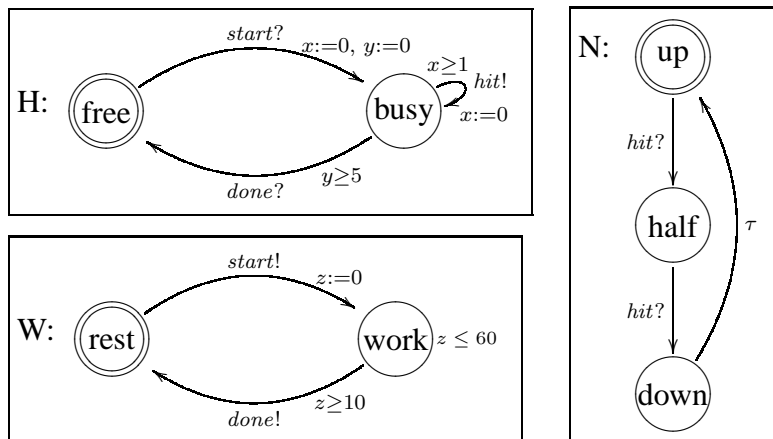 H:
start?
x:=0, y:=0
free
busy
x≥1
hit!
x:=0
y≥5
done?
W:
start!
z:=0
rest
work
z ≤ 60
z≥10
done!
N:
up
hit?
half
τ
hit?
down